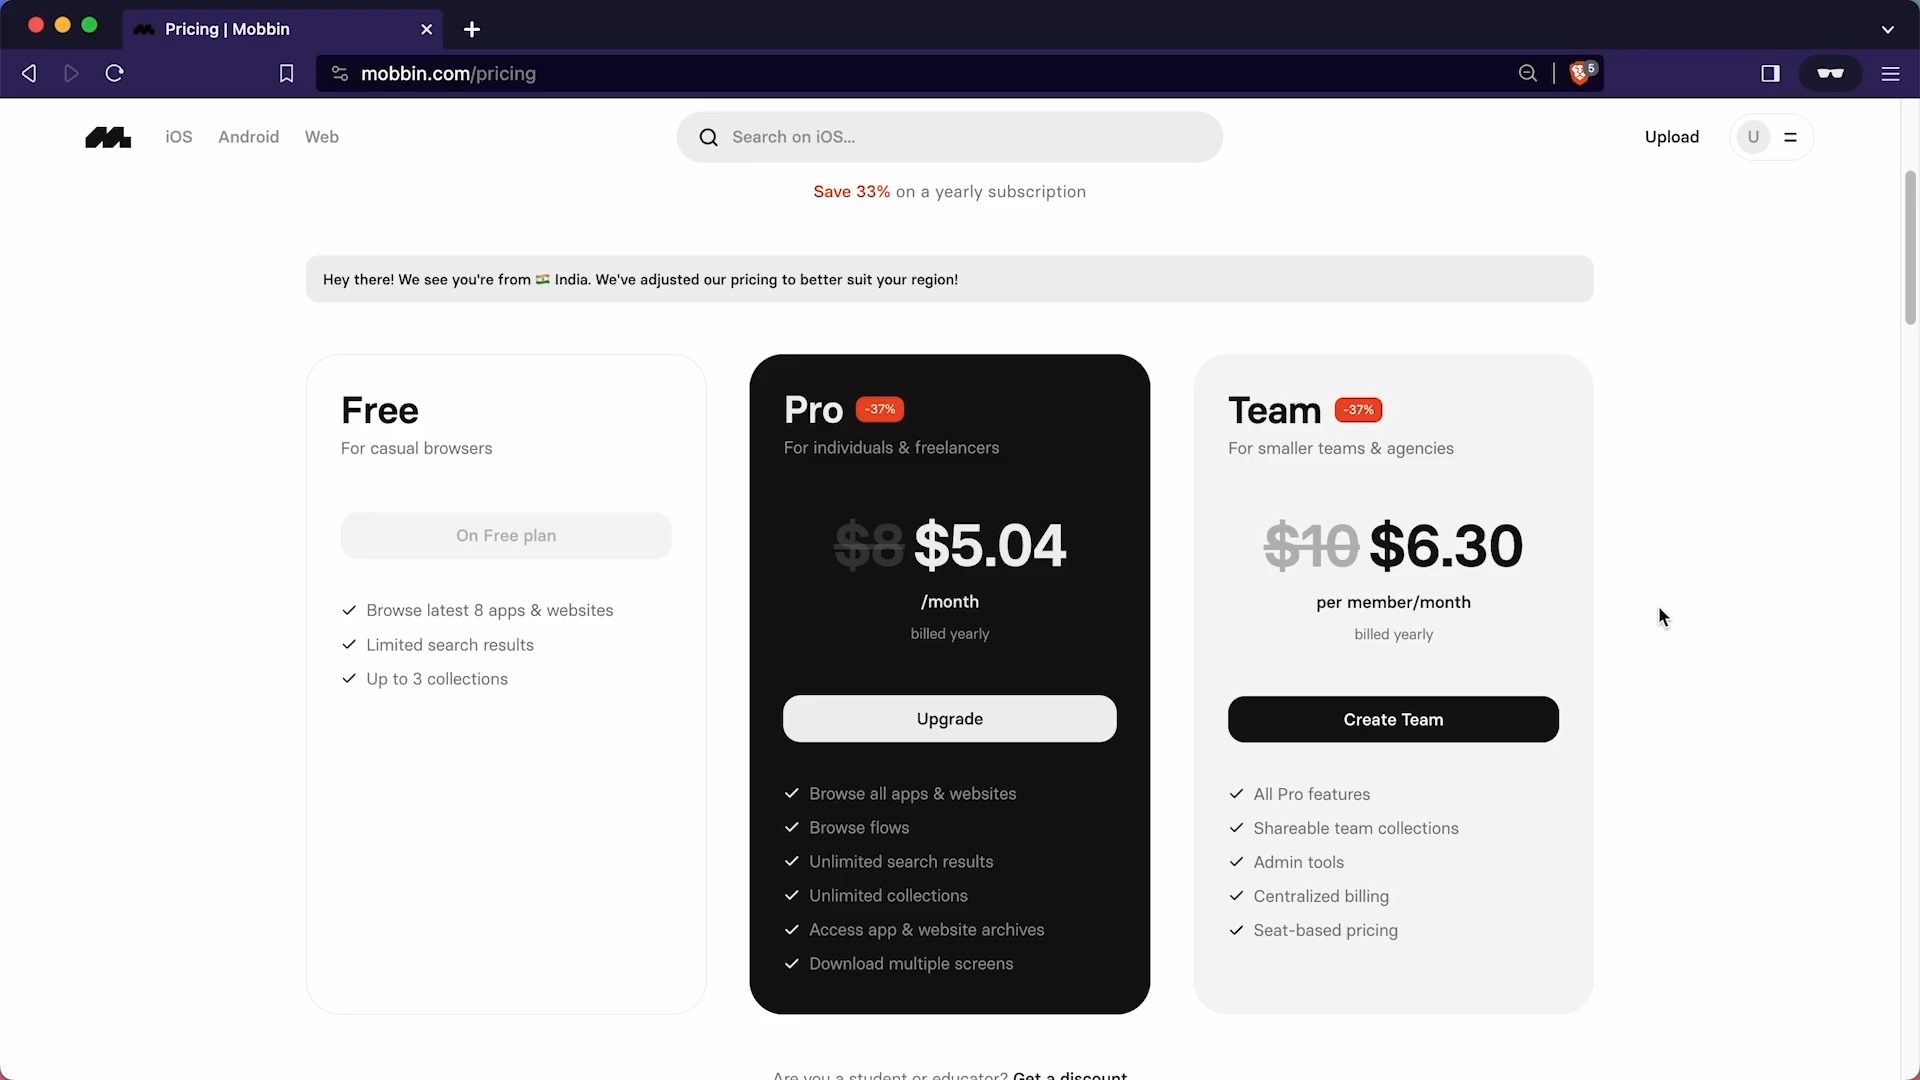 Pricing | Mobbin
mobbin.com/pricing
5
iOS Android Web
Search on iOS...
Upload
U
Save 33% on a yearly subscription
Hey there! We see you're from 🇮🇳 India. We've adjusted our pricing to better suit your region!
Free
For casual browsers
On Free plan
Browse latest 8 apps & websites
Limited search results
Up to 3 collections
Pro -37%
For individuals & freelancers
$8 $5.04
/month
billed yearly
Upgrade
Browse all apps & websites
Browse flows
Unlimited search results
Unlimited collections
Access app & website archives
Download multiple screens
Team -37%
For smaller teams & agencies
$10 $6.30
per member/month
billed yearly
Create Team
All Pro features
Shareable team collections
Admin tools
Centralized billing
Seat-based pricing
Are you a student or educator? Get a discount